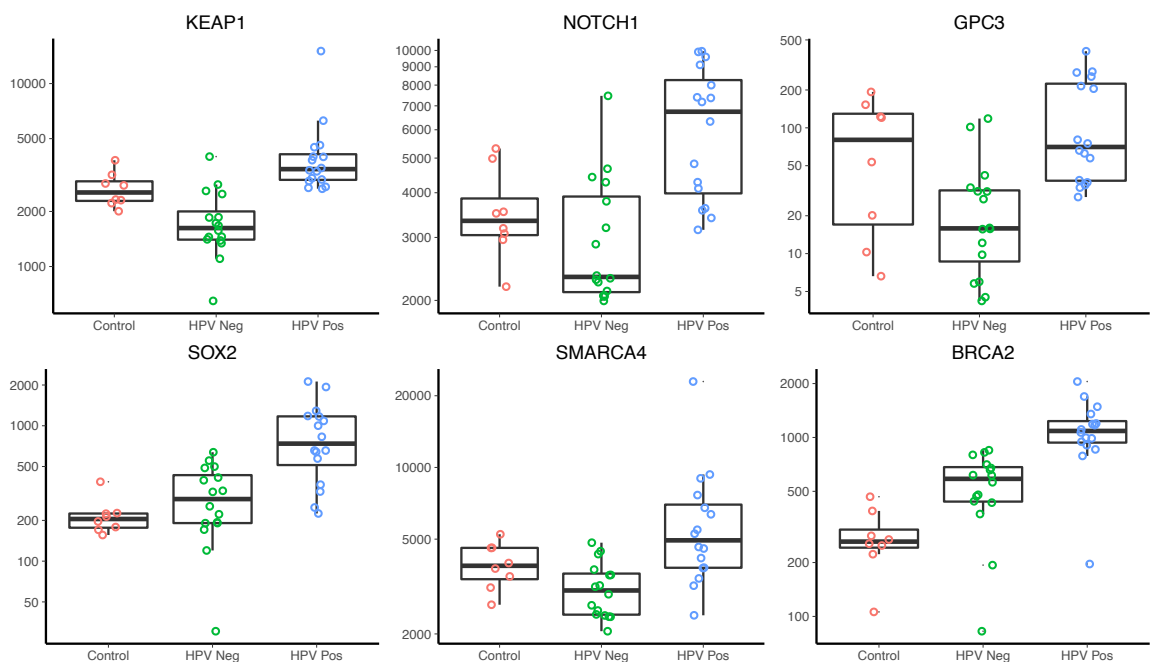 KEAP1
10000
2000
1000
Control HPV Neg HPV Pos
NOTCH1
10000
9000
8000
7000
6000
5000
4000
3000
2000
Control HPV Neg HPV Pos
GPC3
500
200
100
50
20
10
5
Control HPV Neg HPV Pos
SOX2
2000
1000
500
200
100
50
Control HPV Neg HPV Pos
SMARCA4
20000
10000
5000
2000
Control HPV Neg HPV Pos
BRCA2
2000
1000
500
200
100
Control HPV Neg HPV Pos